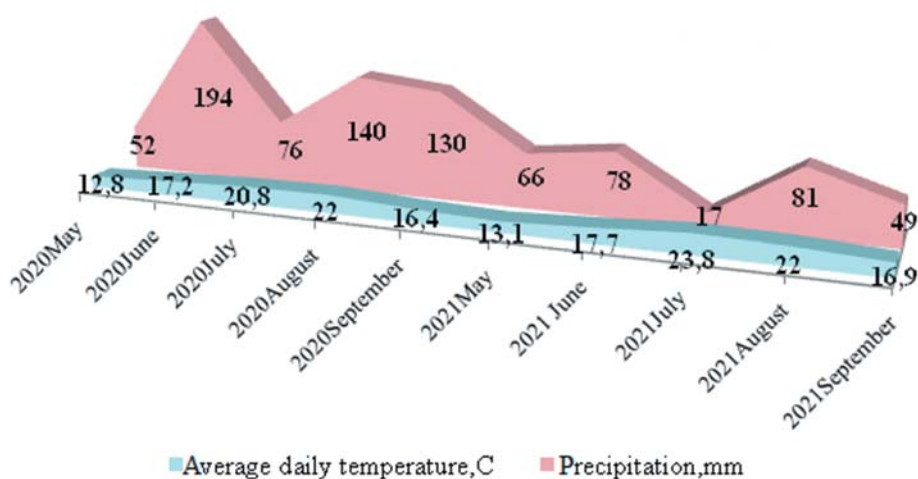 194
140
130
52
76
66
78
17
81
49
12,8
17,2
20,8
22
16,4
13,1
17,7
23,8
22
16,9
2020May
2020June
2020July
2020August
2020September
2021May
2021 June
2021July
2021August
2021September
Average daily temperature,C
Precipitation,mm